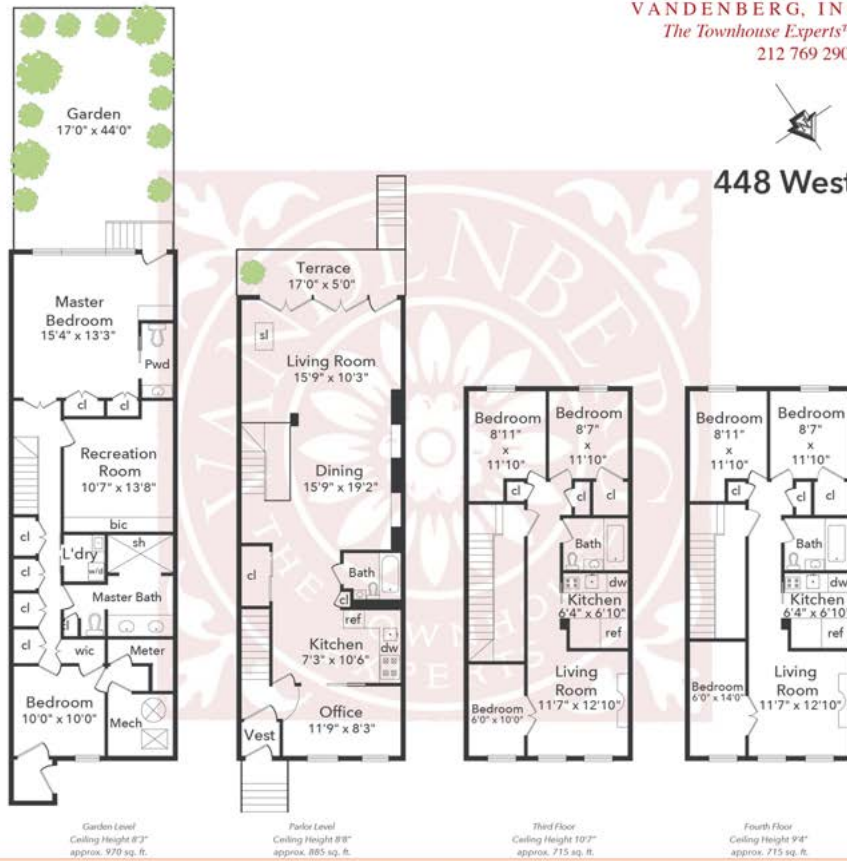 VANDENBERG, IN
The Townhouse Experts™
212 769 290
448 West
Garden
17'0" x 44'0"
Master
Bedroom
15'4" x 13'3"
Pwd
cl
cl
Recreation
Room
10'7" x 13'8"
bic
cl
cl
cl
cl
L'dry
w/d
sh
Master Bath
cl
wic
Meter
Bedroom
10'0" x 10'0"
Mech
Garden Level
Ceiling Height 8'3"
approx. 970 sq. ft.
Terrace
17'0" x 5'0"
sl
Living Room
15'9" x 10'3"
Dining
15'9" x 19'2"
cl
Bath
cl
ref
Kitchen
7'3" x 10'6"
dw
Office
11'9" x 8'3"
Vest
Parlor Level
Ceiling Height 8'8"
approx. 885 sq. ft.
Bedroom
8'11"
x
11'10"
Bedroom
8'7"
x
11'10"
cl
cl
cl
Bath
dw
Kitchen
6'4" x 6'10"
ref
Living
Room
11'7" x 12'10"
Bedroom
6'0" x 10'0"
Third Floor
Ceiling Height 10'7"
approx. 715 sq. ft.
Bedroom
8'11"
x
11'10"
Bedroom
8'7"
x
11'10"
cl
cl
cl
Bath
dw
Kitchen
6'4" x 6'10
ref
Living
Room
11'7" x 12'10"
Bedroom
6'0" x 14'0"
Fourth Floor
Ceiling Height 9'4"
approx. 715 sq. ft.
VANDENBERG
THE TOWNHOUSE EXPERTS